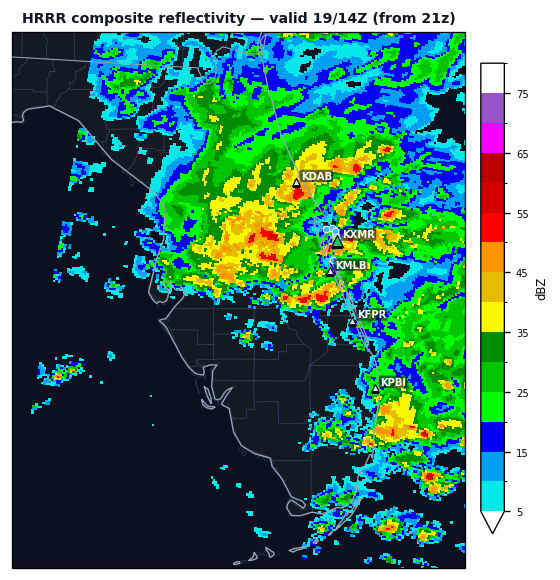 HRRR composite reflectivity — valid 19/14Z (from 21z)
KDAB
KXMR
KMLB
KFPR
KPBI
75
65
55
45
35
25
15
5
dBZ